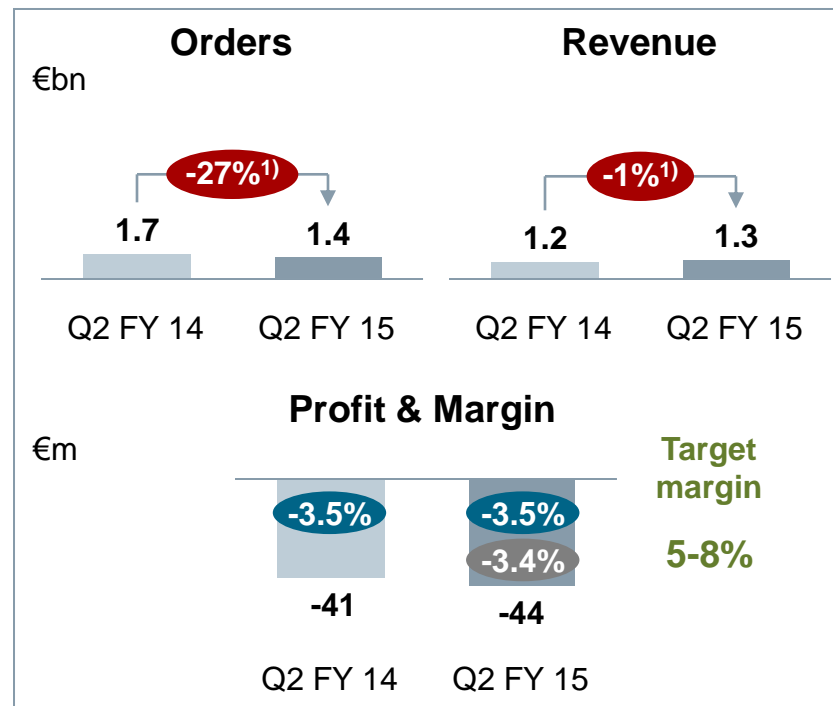 Orders
Revenue
€bn
-27%1)
-1%1)
1.7
1.4
1.2
1.3
Q2 FY 14
Q2 FY 15
Q2 FY 14
Q2 FY 15
Profit & Margin
€m
Target
margin
-3.5%
-3.5%
5-8%
-3.4%
-41
-44
Q2 FY 14
Q2 FY 15